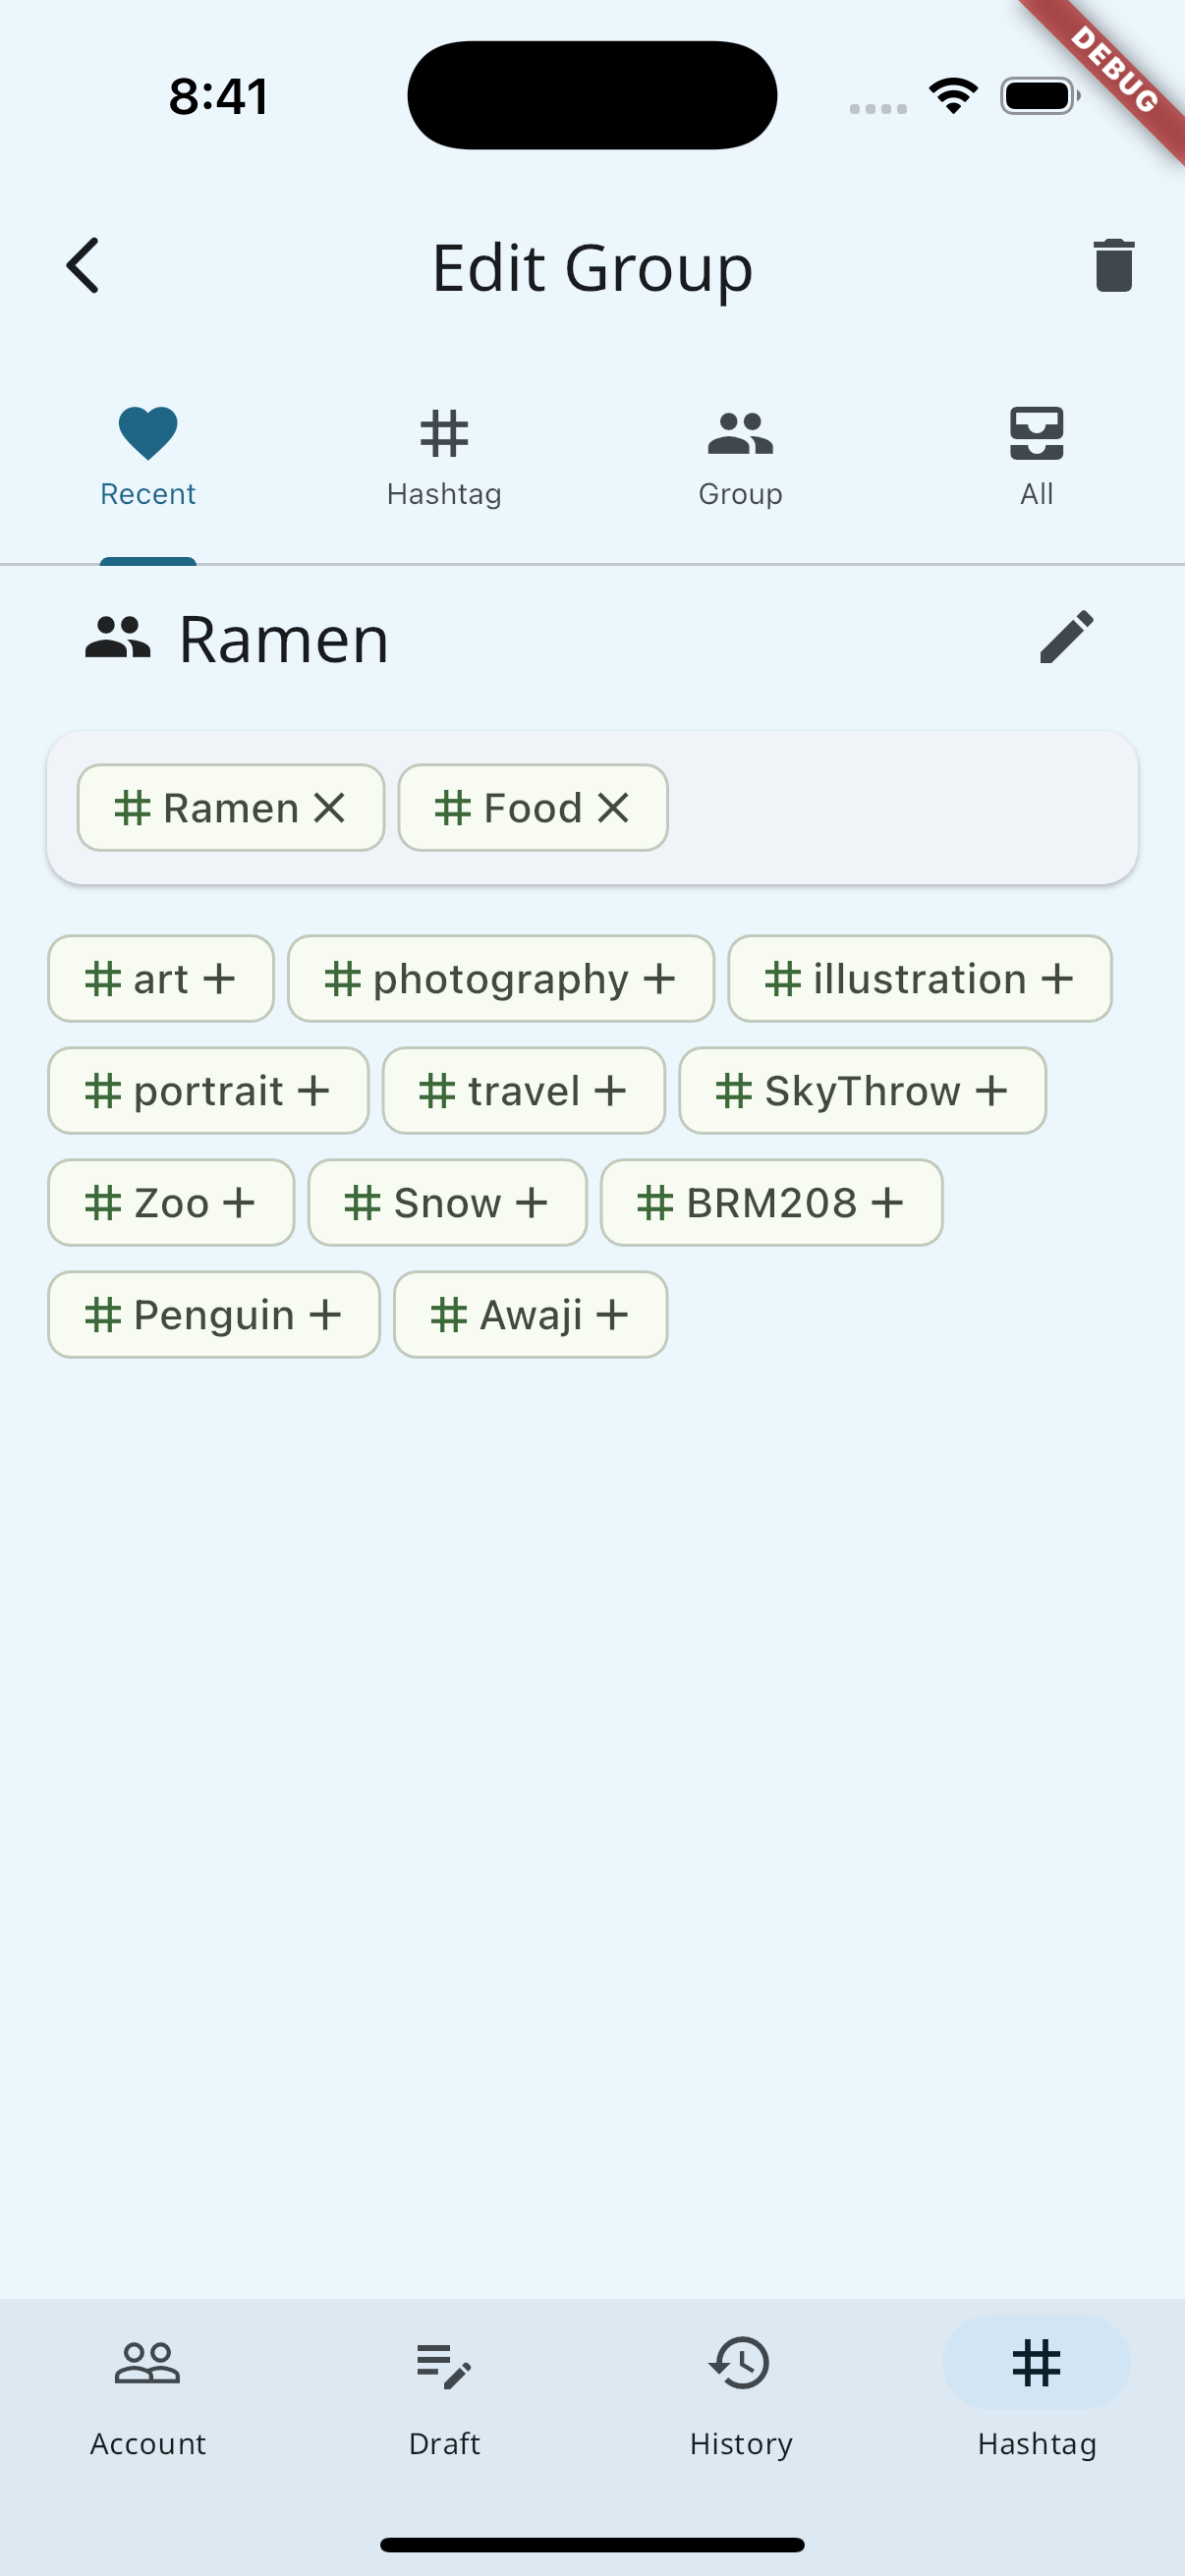 8:41
DEBUG
Edit Group
Recent Hashtag Group All
Ramen
# Ramen × # Food ×
# art + # photography + # illustration +
# portrait + # travel + # SkyThrow +
# Zoo + # Snow + # BRM208 +
# Penguin + # Awaji +
Account Draft History Hashtag